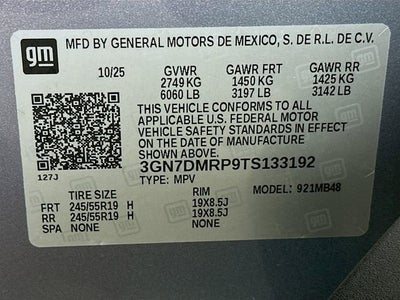 gm MFD BY GENERAL MOTORS DE MEXICO, S. DE R.L. DE C.V.
10/25 GVWR GAWR FRT GAWR RR
2749 KG 1450 KG 1425 KG
6060 LB 3197 LB 3142 LB
THIS VEHICLE CONFORMS TO ALL
APPLICABLE U.S. FEDERAL MOTOR
VEHICLE SAFETY STANDARDS IN EFFECT
ON THE DATE OF MANUFACTURE
SHOWN ABOVE.
127J 3GN7DMRP9TS133192
TYPE: MPV MODEL: 921MB48
TIRE SIZE RIM
FRT 245/55R19 H 19X8.5J
RR 245/55R19 H 19X8.5J
SPA NONE NONE